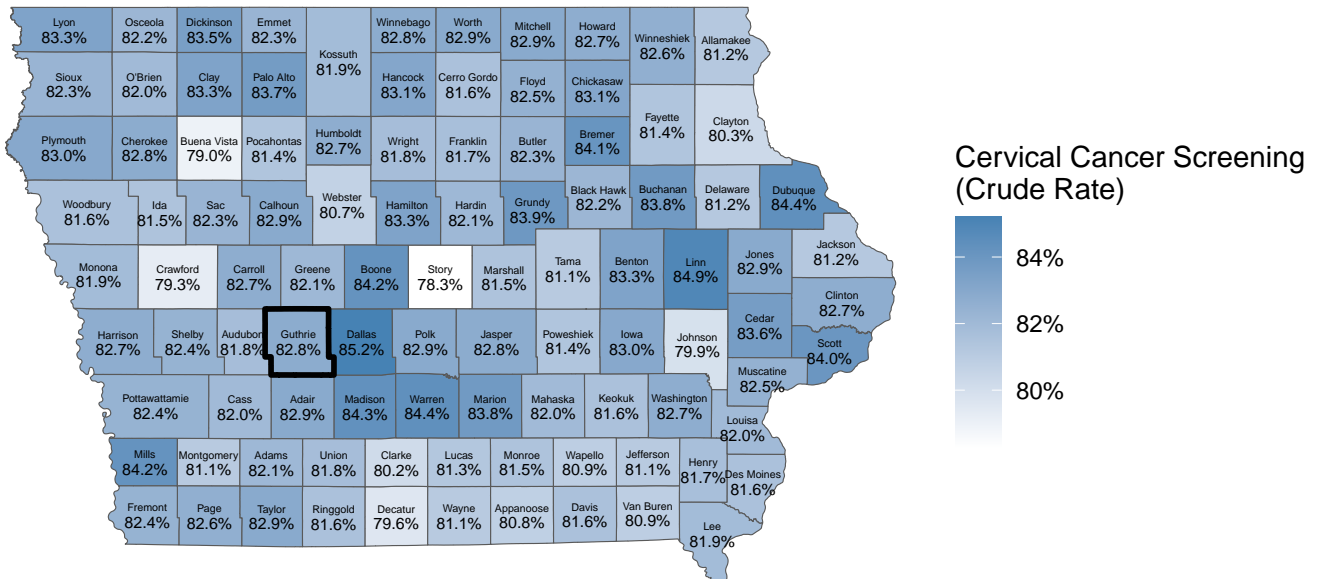 Lyon
83.3%
Osceola
82.2%
Dickinson
83.5%
Emmet
82.3%
Kossuth
81.9%
Winnebago
82.8%
Worth
82.9%
Mitchell
82.9%
Howard
82.7%
Winneshiek
82.6%
Allamakee
81.2%
Sioux
82.3%
O'Brien
82.0%
Clay
83.3%
Palo Alto
83.7%
Hancock
83.1%
Cerro Gordo
81.6%
Floyd
82.5%
Chickasaw
83.1%
Fayette
81.4%
Clayton
80.3%
Plymouth
83.0%
Cherokee
82.8%
Buena Vista
79.0%
Pocahontas
81.4%
Humboldt
82.7%
Wright
81.8%
Franklin
81.7%
Butler
82.3%
Bremer
84.1%
Woodbury
81.6%
Ida
81.5%
Sac
82.3%
Calhoun
82.9%
Webster
80.7%
Hamilton
83.3%
Hardin
82.1%
Grundy
83.9%
Black Hawk
82.2%
Buchanan
83.8%
Delaware
81.2%
Dubuque
84.4%
Monona
81.9%
Crawford
79.3%
Carroll
82.7%
Greene
82.1%
Boone
84.2%
Story
78.3%
Marshall
81.5%
Tama
81.1%
Benton
83.3%
Linn
84.9%
Jones
82.9%
Jackson
81.2%
Clinton
82.7%
Harrison
82.7%
Shelby
82.4%
Audubon
81.8%
Guthrie
82.8%
Dallas
85.2%
Polk
82.9%
Jasper
82.8%
Poweshiek
81.4%
Iowa
83.0%
Johnson
79.9%
Cedar
83.6%
Scott
84.0%
Muscatine
82.5%
Pottawattamie
82.4%
Cass
82.0%
Adair
82.9%
Madison
84.3%
Warren
84.4%
Marion
83.8%
Mahaska
82.0%
Keokuk
81.6%
Washington
82.7%
Louisa
82.0%
Mills
84.2%
Montgomery
81.1%
Adams
82.1%
Union
81.8%
Clarke
80.2%
Lucas
81.3%
Monroe
81.5%
Wapello
80.9%
Jefferson
81.1%
Henry
81.7%
Des Moines
81.6%
Fremont
82.4%
Page
82.6%
Taylor
82.9%
Ringgold
81.6%
Decatur
79.6%
Wayne
81.1%
Appanoose
80.8%
Davis
81.6%
Van Buren
80.9%
Lee
81.9%
Cervical Cancer Screening
(Crude Rate)
84%
82%
80%